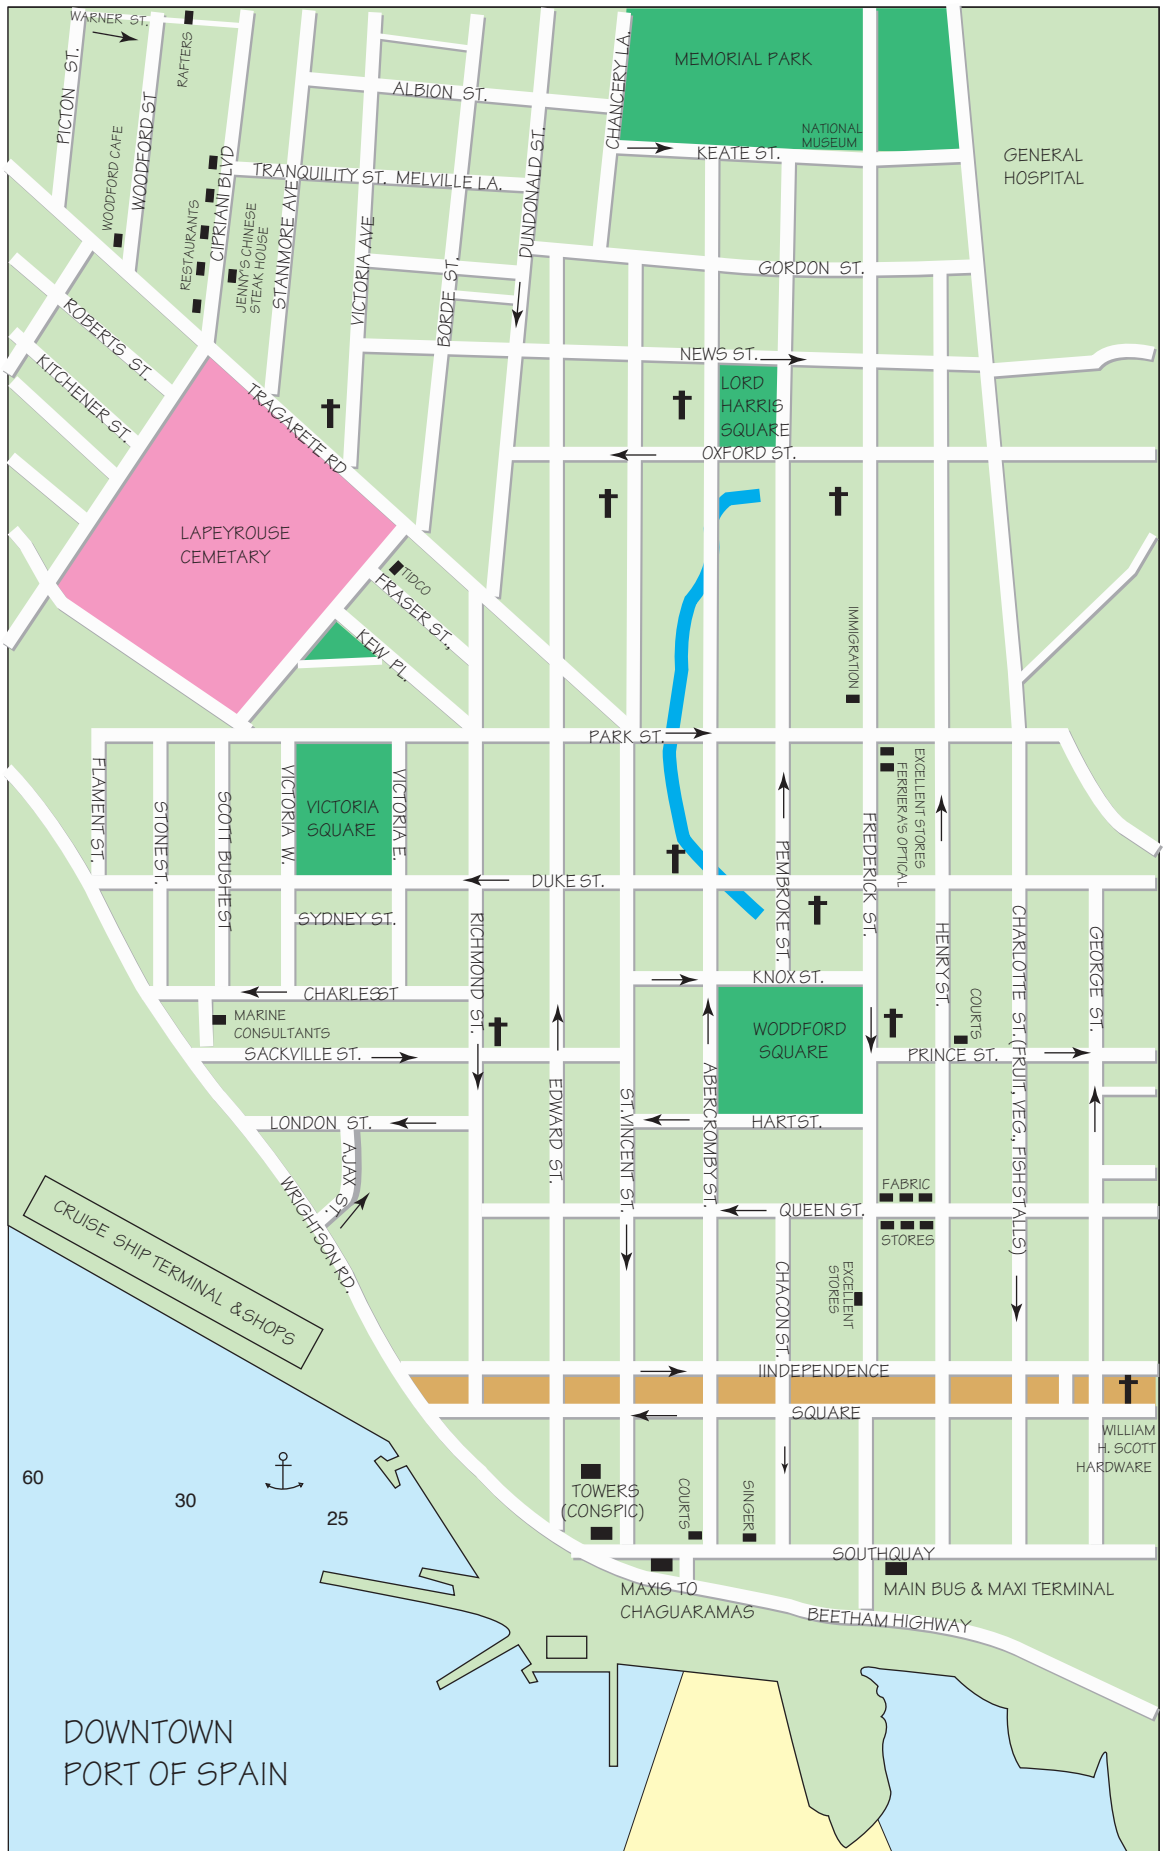 WARNER ST.
PICTON ST.
WOODFORD ST
RAFTERS
WOODFORD CAFE
RESTAURANTS
CIPRIANI BLVD
JENNY'S CHINESE
STEAK HOUSE
STANMORE AVE
VICTORIA AVE
BORDE ST.
DUNDONALD ST.
CHANCERY LA.
ALBION ST.
TRANQUILITY ST. MELVILLE LA.
MEMORIAL PARK
NATIONAL
MUSEUM
KEATE ST.
GENERAL
HOSPITAL
GORDON ST.
NEWS ST.
LORD
HARRIS
SQUARE
OXFORD ST.
ROBERTS ST.
KITCHENER ST.
TRAGARETE RD
LAPEYROUSE
CEMETARY
TIDCO
FRASER ST.,
KEW PL.
IMMIGRATION
PARK ST.
FLAMENT ST.
STONE ST.
SCOTT BUSHE ST
VICTORIA W.
VICTORIA
SQUARE
VICTORIA E.
EXCELLENT STORES
FERRIERA'S OPTICAL
DUKE ST.
SYDNEY ST.
RICHMOND ST.
PEMBROKE ST.
FREDERICK ST.
HENRY ST.
CHARLOTTE ST. (FRUIT, VEG., FISH STALLS)
GEORGE ST.
KNOX ST.
CHARLES ST
MARINE
CONSULTANTS
SACKVILLE ST.
WODDFORD
SQUARE
COURTS
PRINCE ST.
EDWARD ST.
ST. VINCENT ST.
ABERCROMBY ST.
LONDON ST.
HART ST.
AJAX ST.
WRIGHTSON RD.
FABRIC
STORES
QUEEN ST.
CRUISE SHIP TERMINAL & SHOPS
CHACON ST.
EXCELLENT
STORES
IINDEPENDENCE
SQUARE
WILLIAM
H. SCOTT
HARDWARE
60
30
25
TOWERS
(CONSPIC)
COURTS
SINGER
SOUTHQUAY
MAXIS TO
CHAGUARAMAS
MAIN BUS & MAXI TERMINAL
BEETHAM HIGHWAY
DOWNTOWN
PORT OF SPAIN